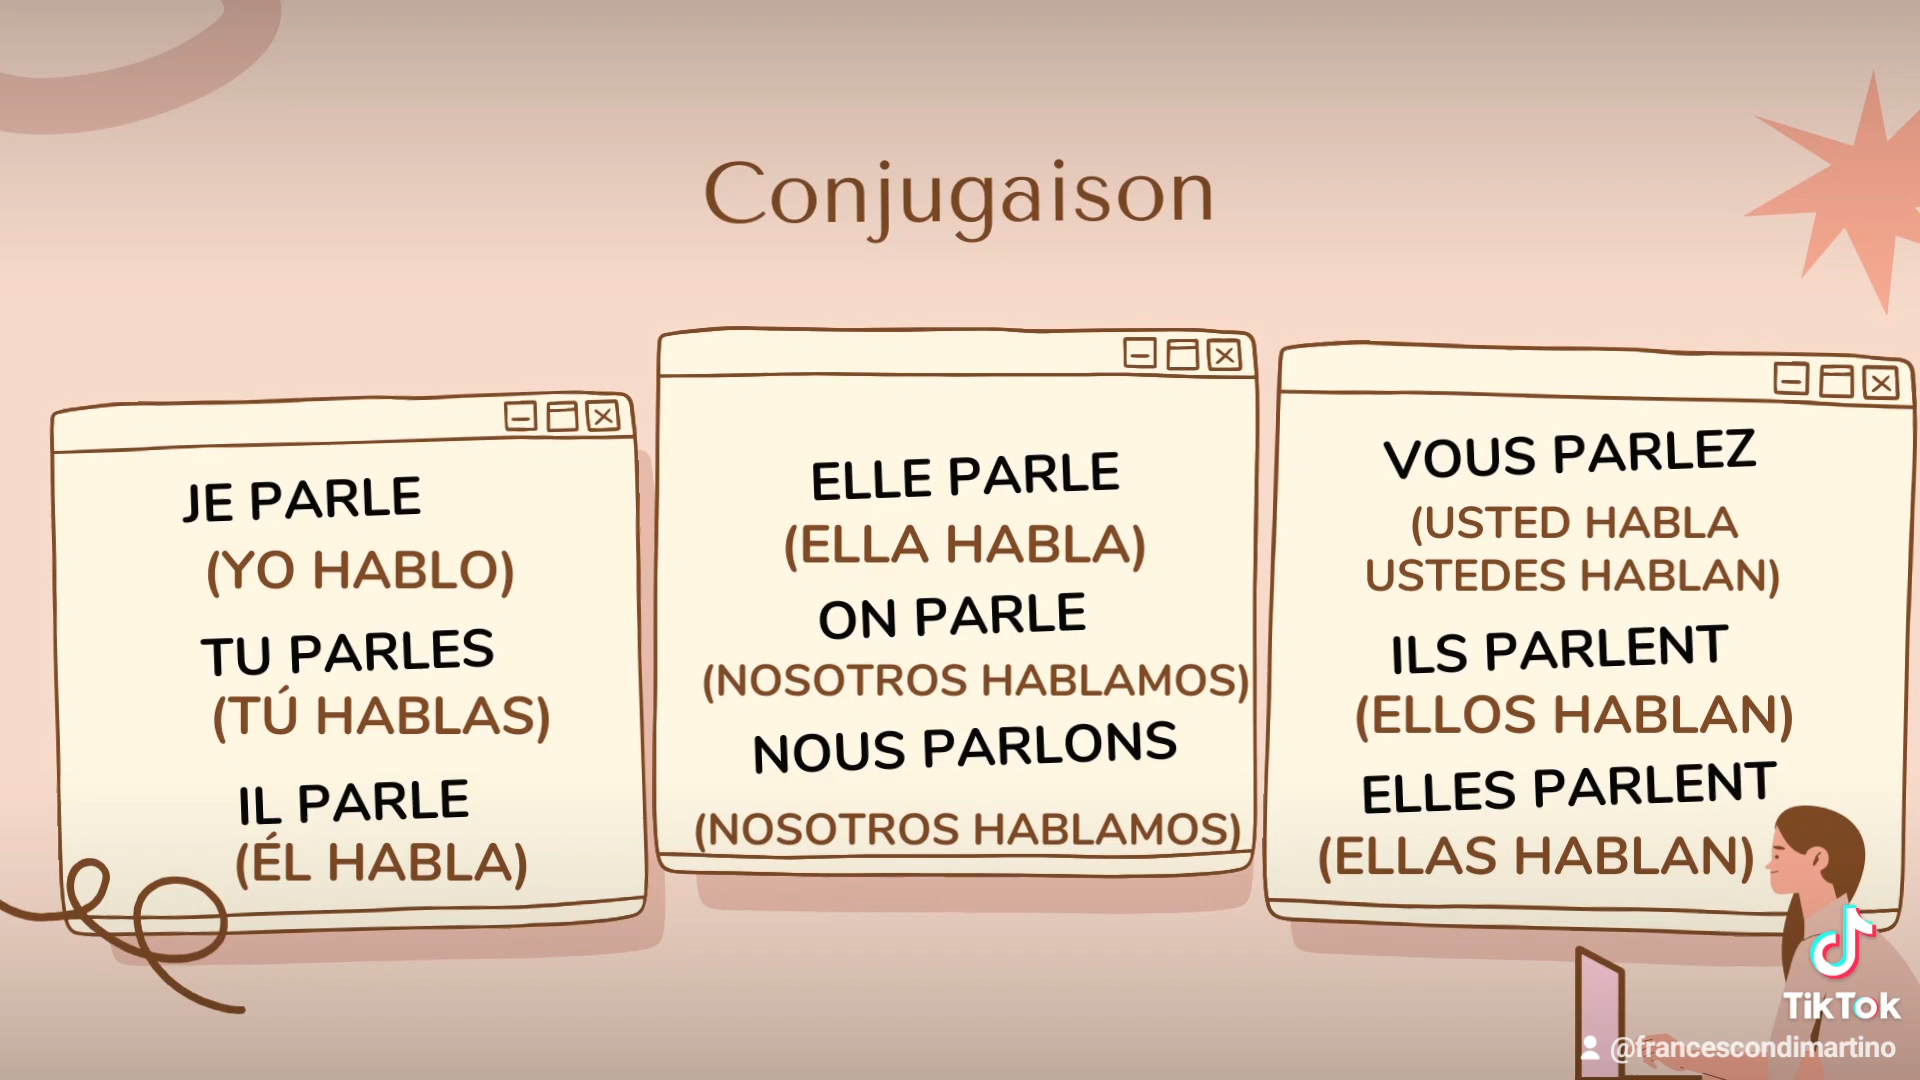 Conjugaison
JE PARLE
(YO HABLO)
TU PARLES
(TÚ HABLAS)
IL PARLE
(ÉL HABLA)
ELLE PARLE
(ELLA HABLA)
ON PARLE
(NOSOTROS HABLAMOS)
NOUS PARLONS
(NOSOTROS HABLAMOS)
VOUS PARLEZ
(USTED HABLA
USTEDES HABLAN)
ILS PARLENT
(ELLOS HABLAN)
ELLES PARLENT
(ELLAS HABLAN)
TikTok
@francescondimartino